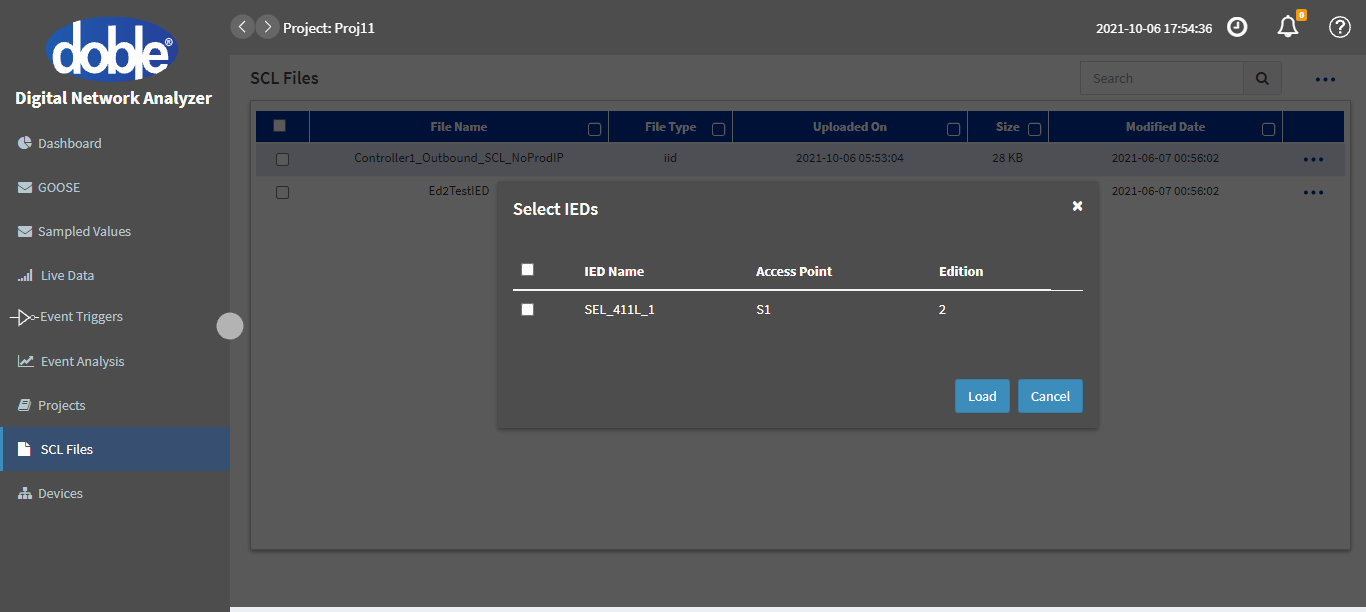 doble®
Digital Network Analyzer
Dashboard
GOOSE
Sampled Values
Live Data
Event Triggers
Event Analysis
Projects
SCL Files
Devices
Project: Proj11
2021-10-06 17:54:36
0
SCL Files
Search
File Name File Type Uploaded On Size Modified Date
Controller1_Outbound_SCL_NoProdIP iid 2021-10-06 05:53:04 28 KB 2021-06-07 00:56:02
Ed2TestIED 2021-06-07 00:56:02
Select IEDs
IED Name Access Point Edition
SEL_411L_1 S1 2
Load Cancel